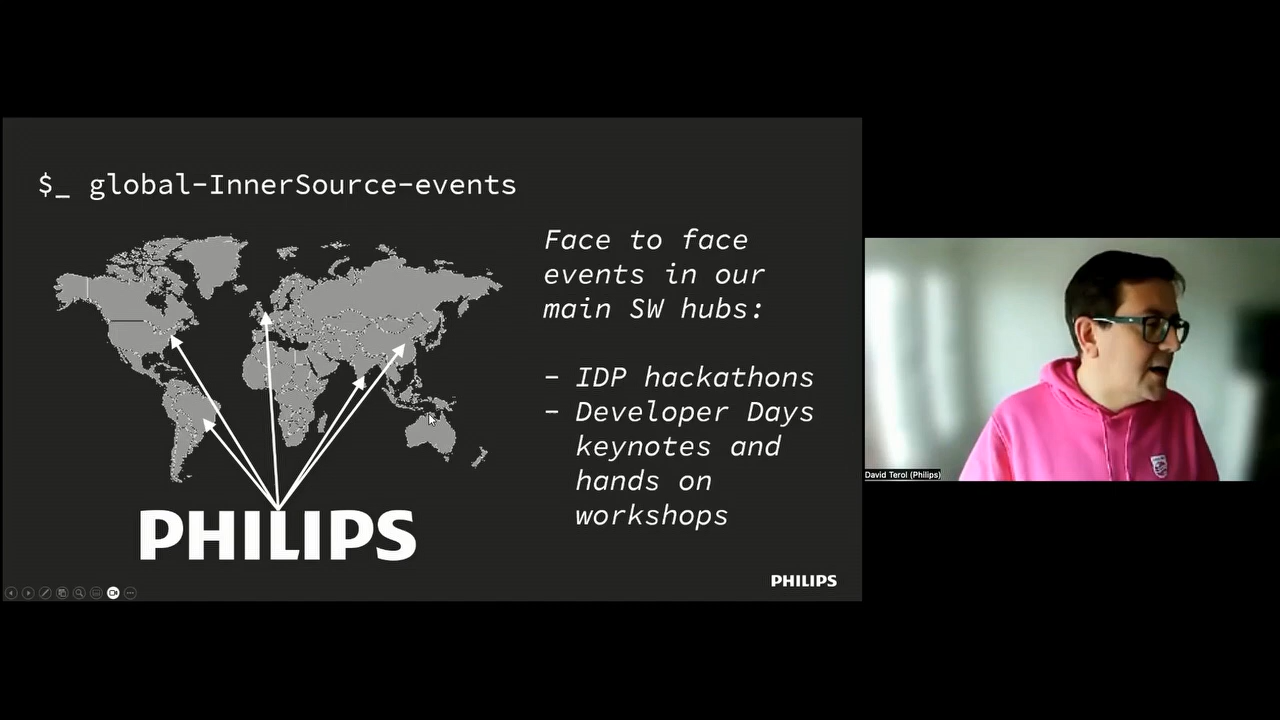 $_ global-InnerSource-events
Face to face
events in our
main SW hubs:
- IDP hackathons
- Developer Days
keynotes and
hands on
workshops
PHILIPS
PHILIPS
David Terol (Philips)